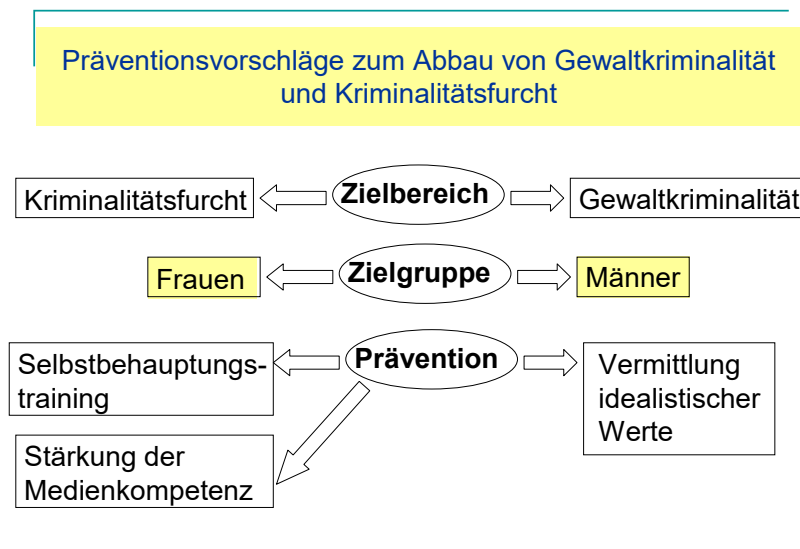 Präventionsvorschläge zum Abbau von Gewaltkriminalität
und Kriminalitätsfurcht
Kriminalitätsfurcht
Zielbereich
Gewaltkriminalität
Frauen
Zielgruppe
Männer
Selbstbehauptungs-
training
Prävention
Vermittlung
idealistischer
Werte
Stärkung der
Medienkompetenz